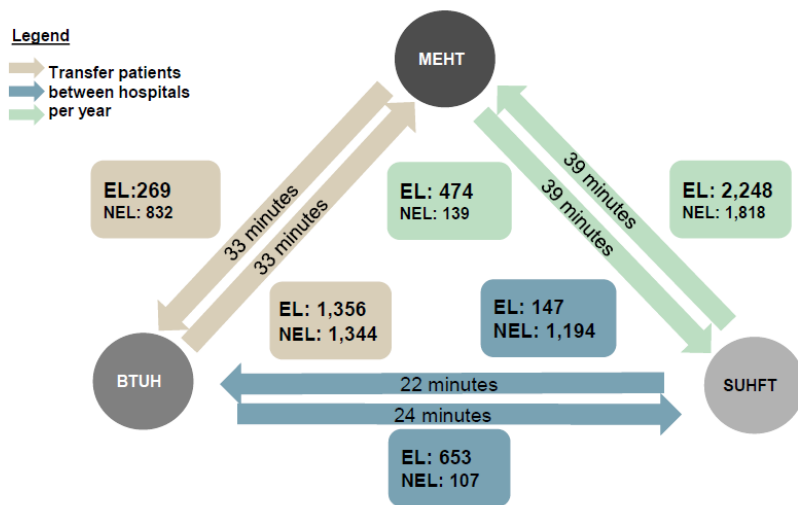 Legend
Transfer patients
between hospitals
per year
MEHT
EL:269
NEL: 832
33 minutes
33 minutes
EL: 474
NEL: 139
39 minutes
39 minutes
EL: 2,248
NEL: 1,818
EL: 1,356
NEL: 1,344
EL: 147
NEL: 1,194
BTUH
22 minutes
24 minutes
SUHFT
EL: 653
NEL: 107